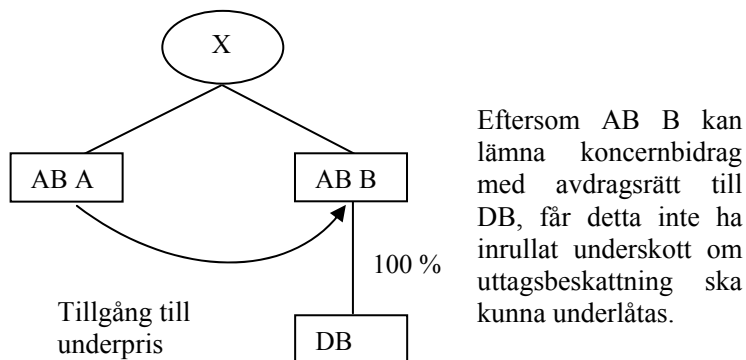 X
AB A
AB B
Eftersom AB B kan
lämna koncernbidrag
med avdragsrätt till
DB, får detta inte ha
inrullat underskott om
uttagsbeskattning ska
kunna underlåtas.
100 %
Tillgång till
underpris
DB